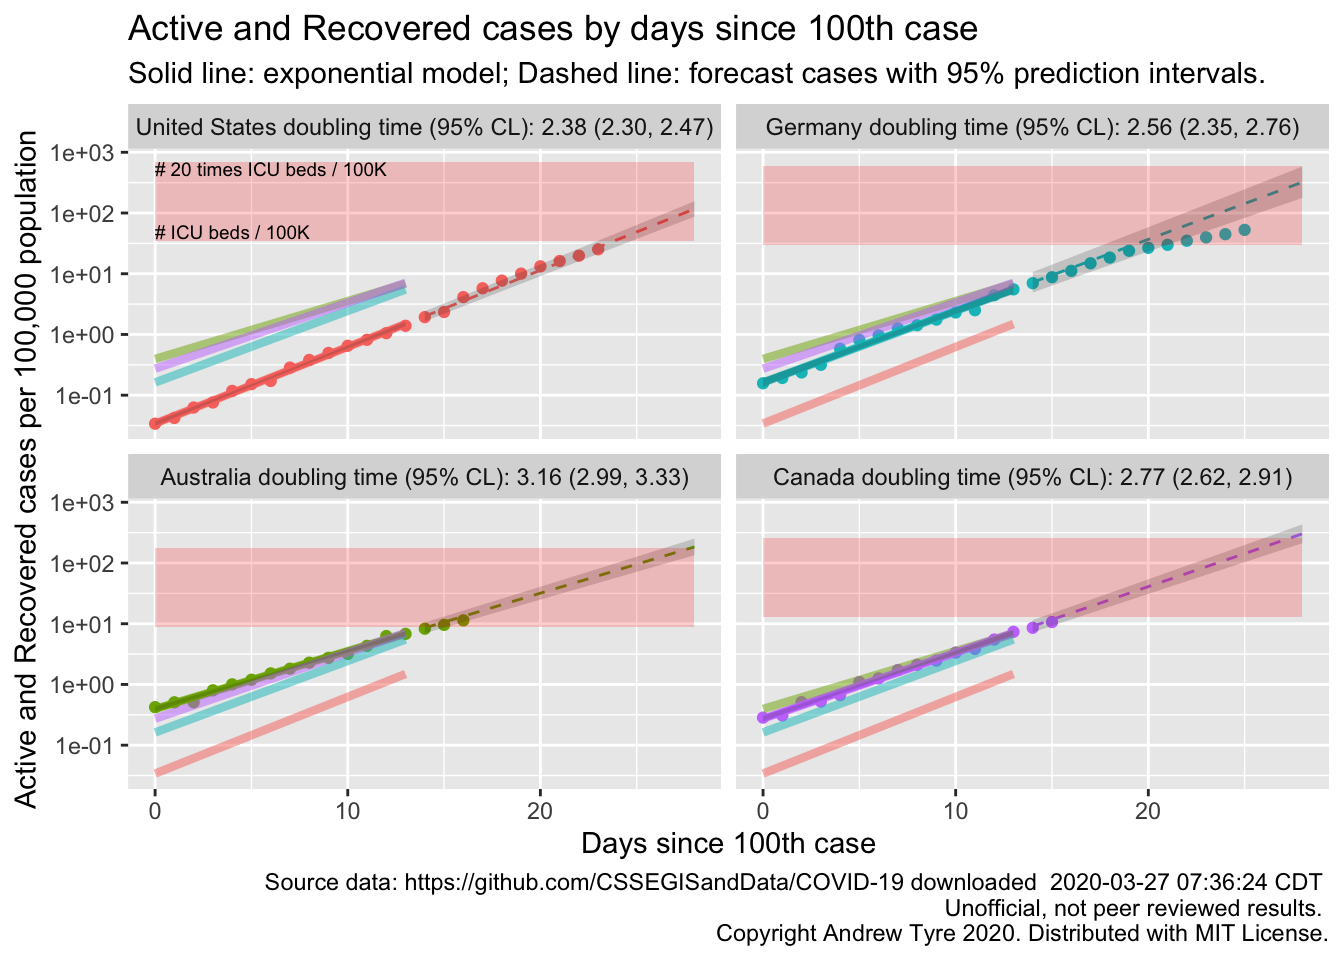 Active and Recovered cases by days since 100th case
Solid line: exponential model; Dashed line: forecast cases with 95% prediction intervals.
Active and Recovered cases per 100,000 population
United States doubling time (95% CL): 2.38 (2.30, 2.47)
Germany doubling time (95% CL): 2.56 (2.35, 2.76)
1e+03
1e+02
1e+01
1e+00
1e-01
# 20 times ICU beds / 100K
# ICU beds / 100K
Australia doubling time (95% CL): 3.16 (2.99, 3.33)
Canada doubling time (95% CL): 2.77 (2.62, 2.91)
1e+03
1e+02
1e+01
1e+00
1e-01
0 10 20
0 10 20
Days since 100th case
Source data: https://github.com/CSSEGISandData/COVID-19 downloaded  2020-03-27 07:36:24 CDT
Unofficial, not peer reviewed results.
Copyright Andrew Tyre 2020. Distributed with MIT License.